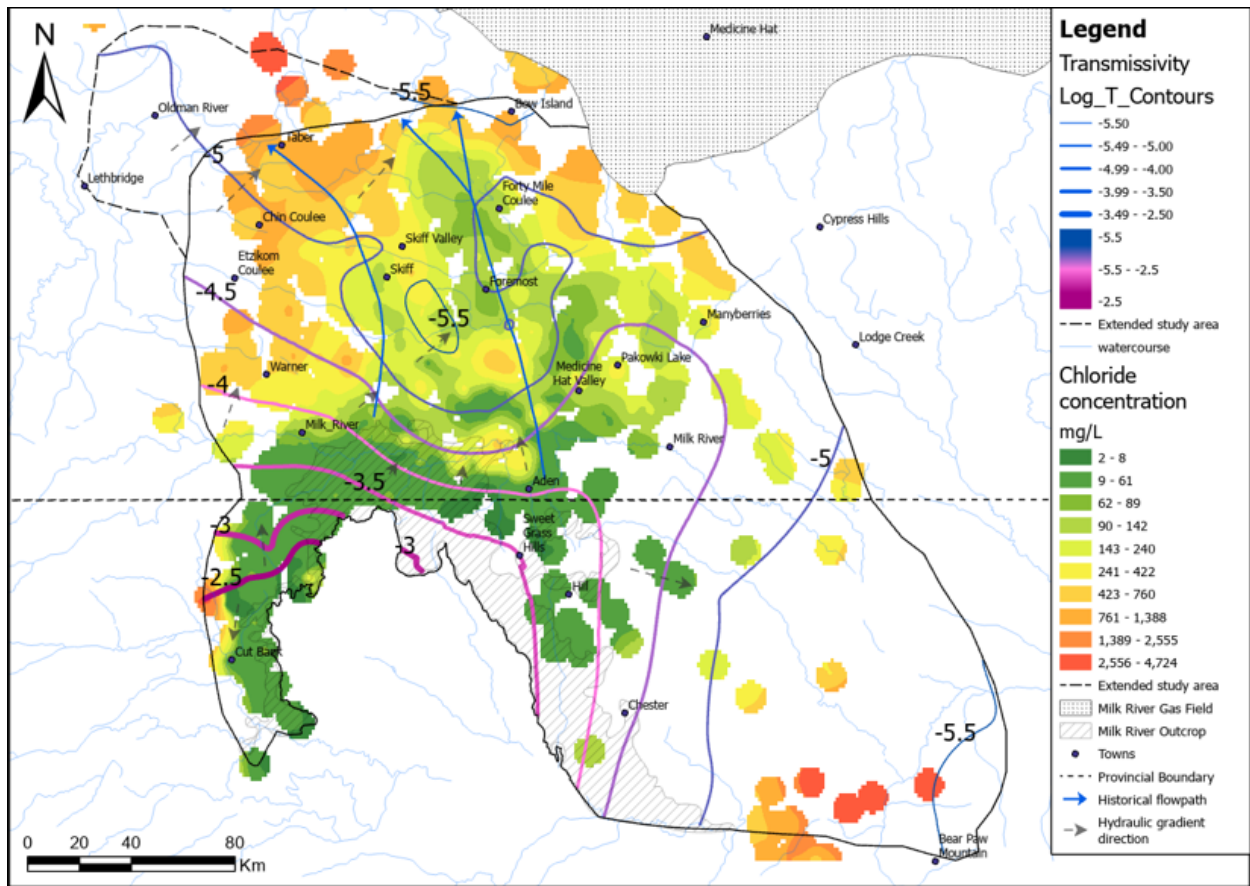 N
Medicine Hat
-5.5
Bow Island
Oldman River
Taber
-5
Lethbridge
Forty Mile
Coulee
Chin Coulee
Cypress Hills
Skiff Valley
Etzikom
Coulee
Skiff
-4.5
Foremost
-5.5
Manyberries
Lodge Creek
Warner
Medicine
Hat Valley
Pakowki Lake
-4
Milk_River
Milk River
-5
-3.5
Aden
-3
Sweet
Grass
Hills
-3
-2.5
Hill
Cut Bank
Chester
-5.5
Bear Paw
Mountain
0 20 40 80
Km
Legend
Transmissivity
Log_T_Contours
-5.50
-5.49 - -5.00
-4.99 - -4.00
-3.99 - -3.50
-3.49 - -2.50
-5.5
-5.5 - -2.5
2.5
Extended study area
watercourse
Chloride
concentration
mg/L
2 - 8
9 - 61
62 - 89
90 - 142
143 - 240
241 - 422
423 - 760
761 - 1,388
1,389 - 2,555
2,556 - 4,724
Extended study area
Milk River Gas Field
Milk River Outcrop
Towns
Provincial Boundary
Historical flowpath
Hydraulic gradient
direction